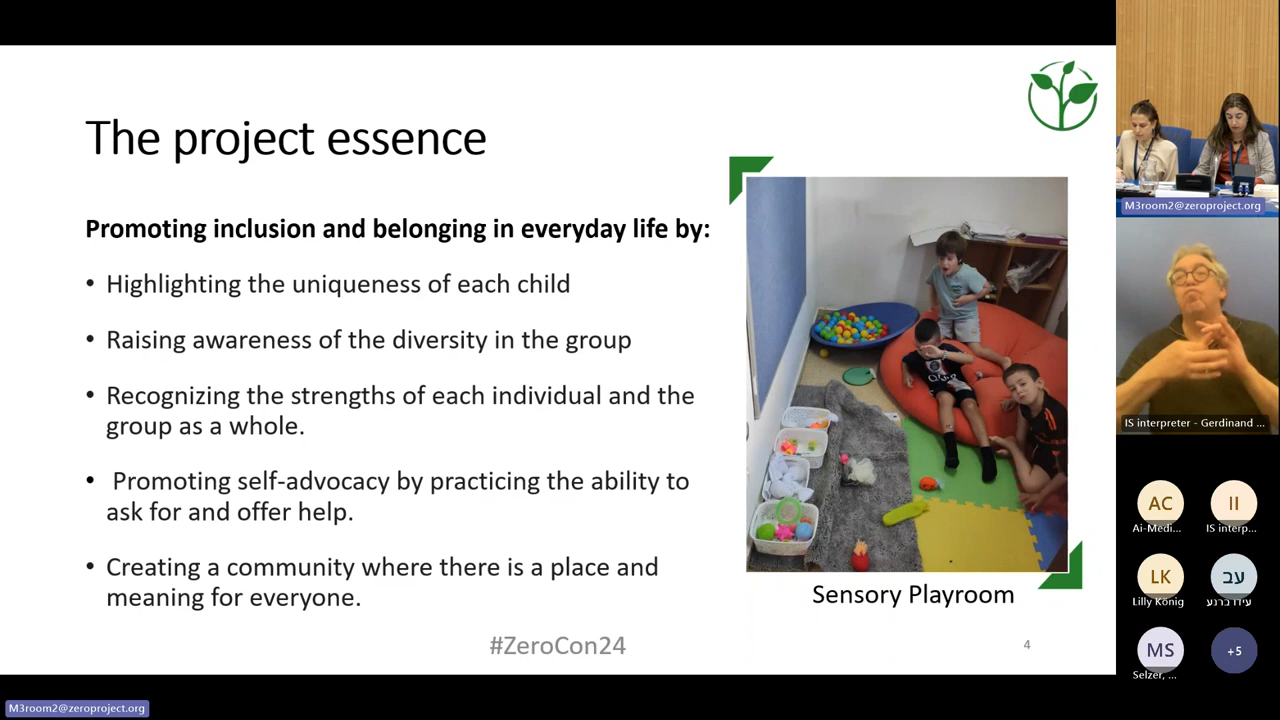 The project essence
Promoting inclusion and belonging in everyday life by:
• Highlighting the uniqueness of each child
• Raising awareness of the diversity in the group
• Recognizing the strengths of each individual and the
group as a whole.
• Promoting self-advocacy by practicing the ability to
ask for and offer help.
• Creating a community where there is a place and
meaning for everyone.
Sensory Playroom
#ZeroCon24
4
M3room2@zeroproject.org
IS interpreter - Gerdinand ...
AC
Ai-Medi...
II
IS interp...
LK
Lilly König
עב
עידו ברנע
MS
Selzer, ...
+5
M3room2@zeroproject.org